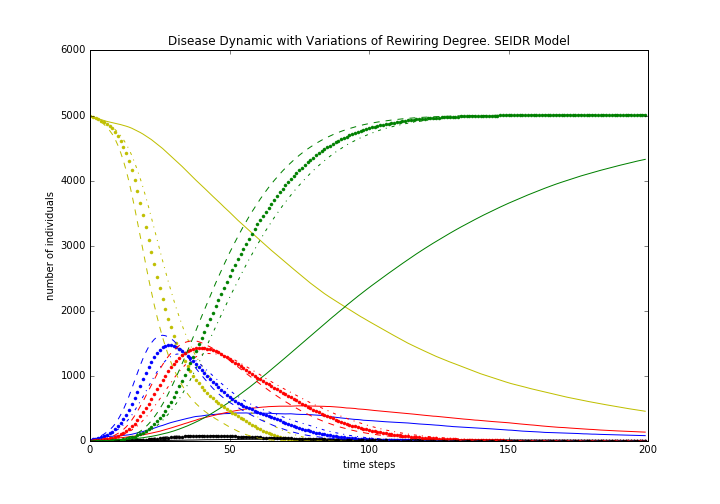 Disease Dynamic with Variations of Rewiring Degree. SEIDR Model
6000
5000
4000
3000
2000
1000
0
number of individuals
0 50 100 150 200
time steps